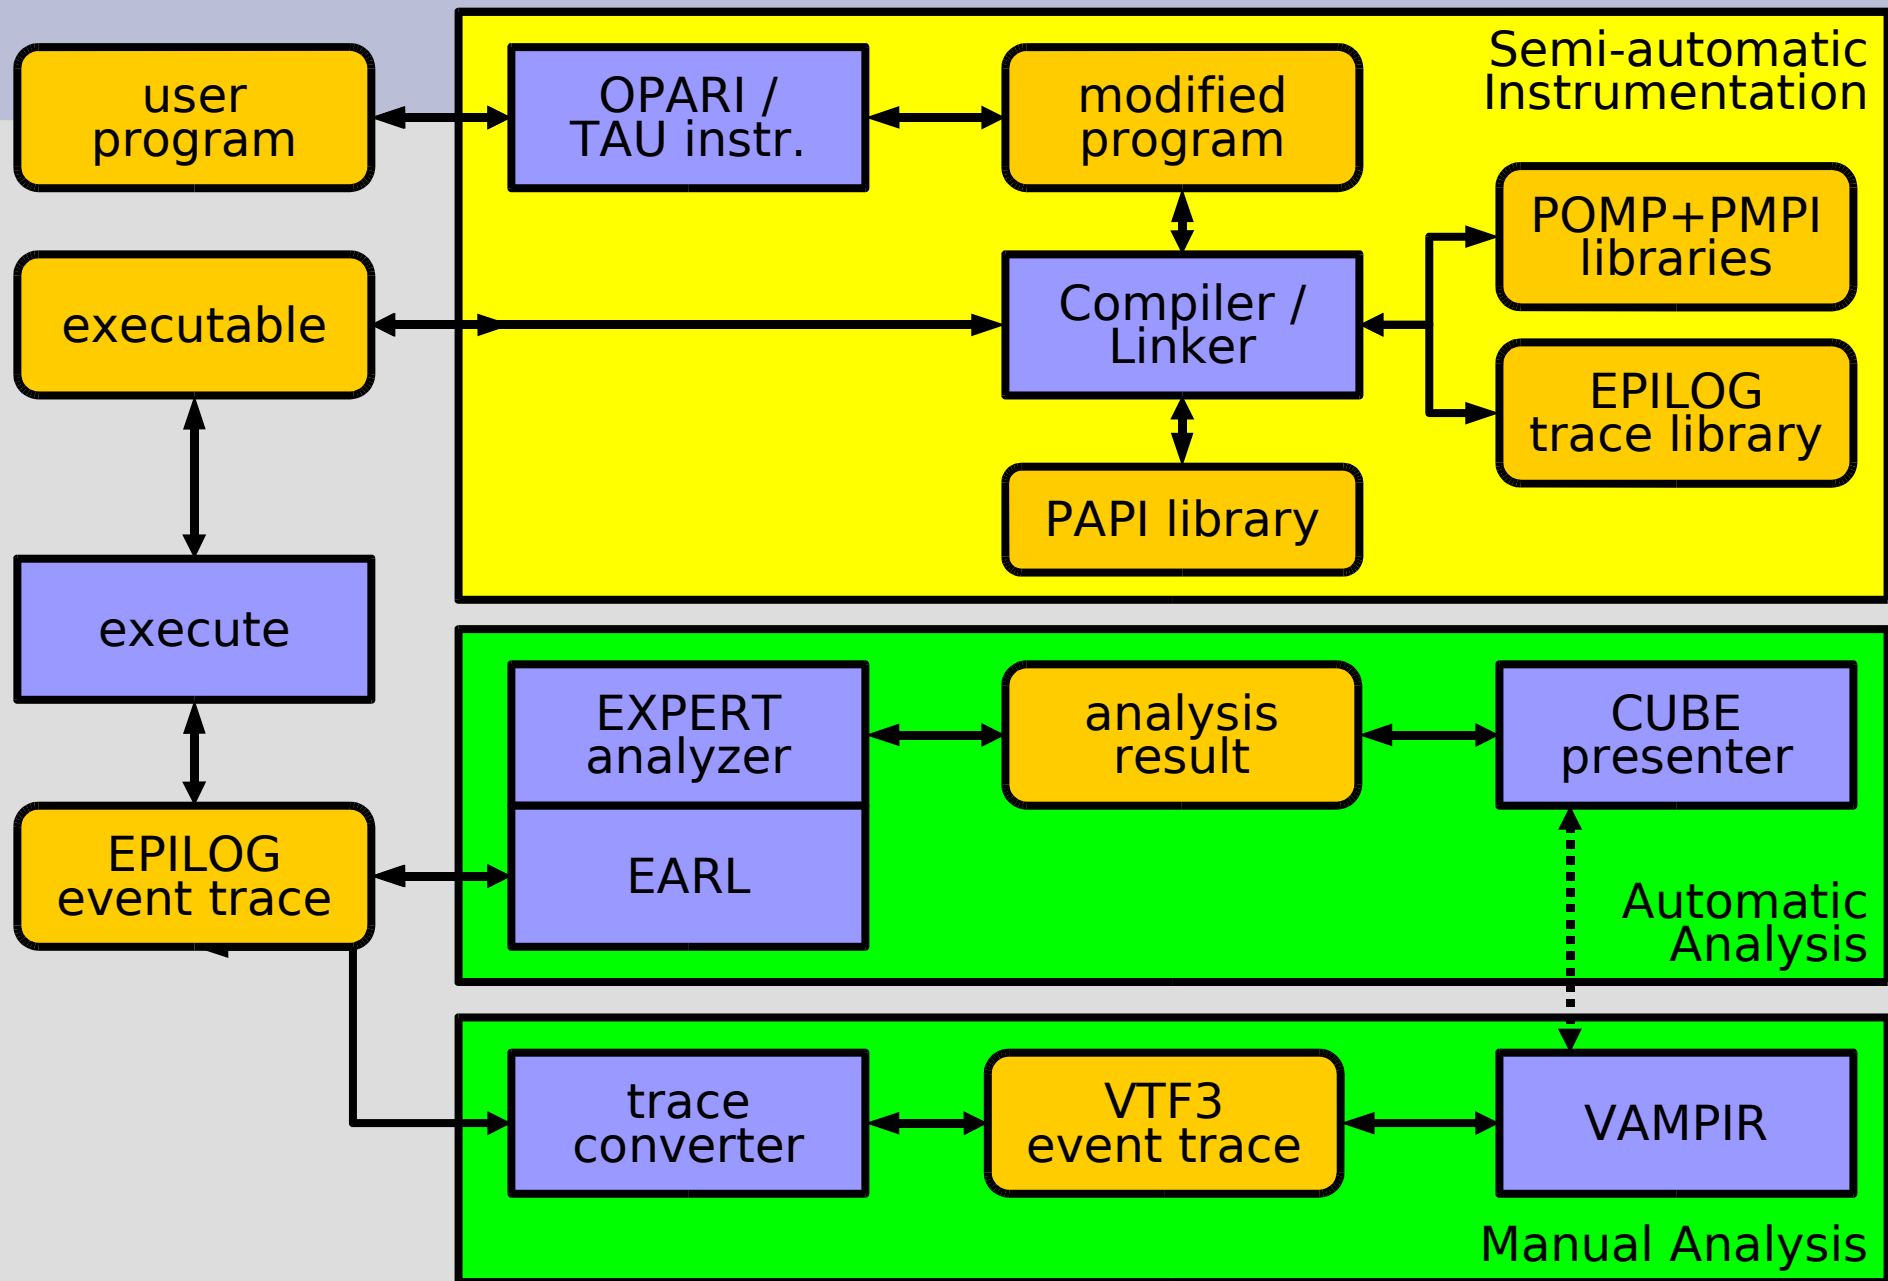 user
program
OPARI /
TAU instr.
modified
program
Semi-automatic
Instrumentation
POMP+PMPI
libraries
executable
Compiler /
Linker
EPILOG
trace library
PAPI library
execute
EXPERT
analyzer
analysis
result
CUBE
presenter
EPILOG
event trace
EARL
Automatic
Analysis
trace
converter
VTF3
event trace
VAMPIR
Manual Analysis